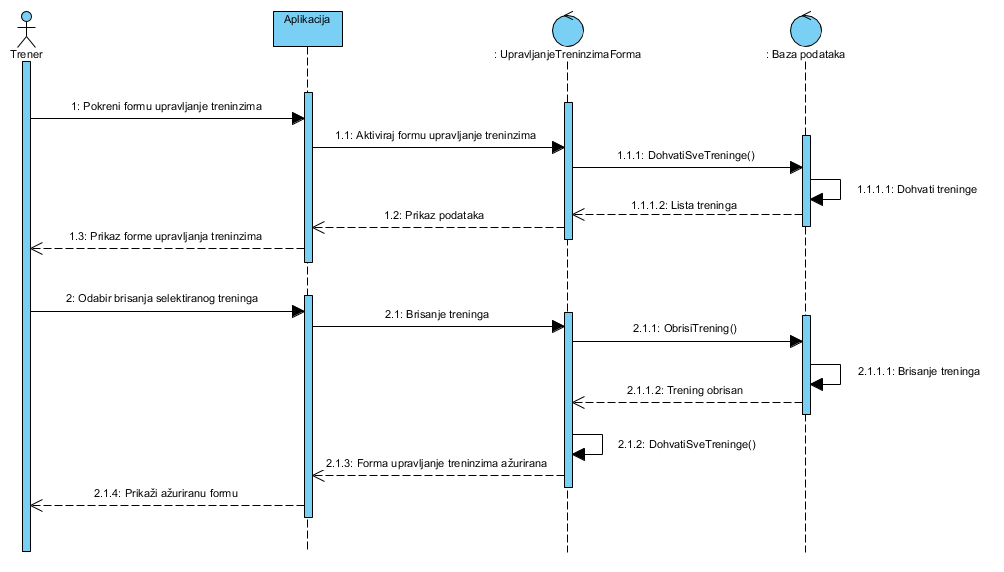 Trener
Aplikacija
: UpravljanjeTreninzimaForma
: Baza podataka
1: Pokreni formu upravljanje treninzima
1.1: Aktiviraj formu upravljanje treninzima
1.1.1: DohvatiSveTreninge()
1.1.1.1: Dohvati treninge
1.1.1.2: Lista treninga
1.2: Prikaz podataka
1.3: Prikaz forme upravljanja treninzima
2: Odabir brisanja selektiranog treninga
2.1: Brisanje treninga
2.1.1: ObrisiTrening()
2.1.1.1: Brisanje treninga
2.1.1.2: Trening obrisan
2.1.2: DohvatiSveTreninge()
2.1.3: Forma upravljanje treninzima ažurirana
2.1.4: Prikaži ažuriranu formu